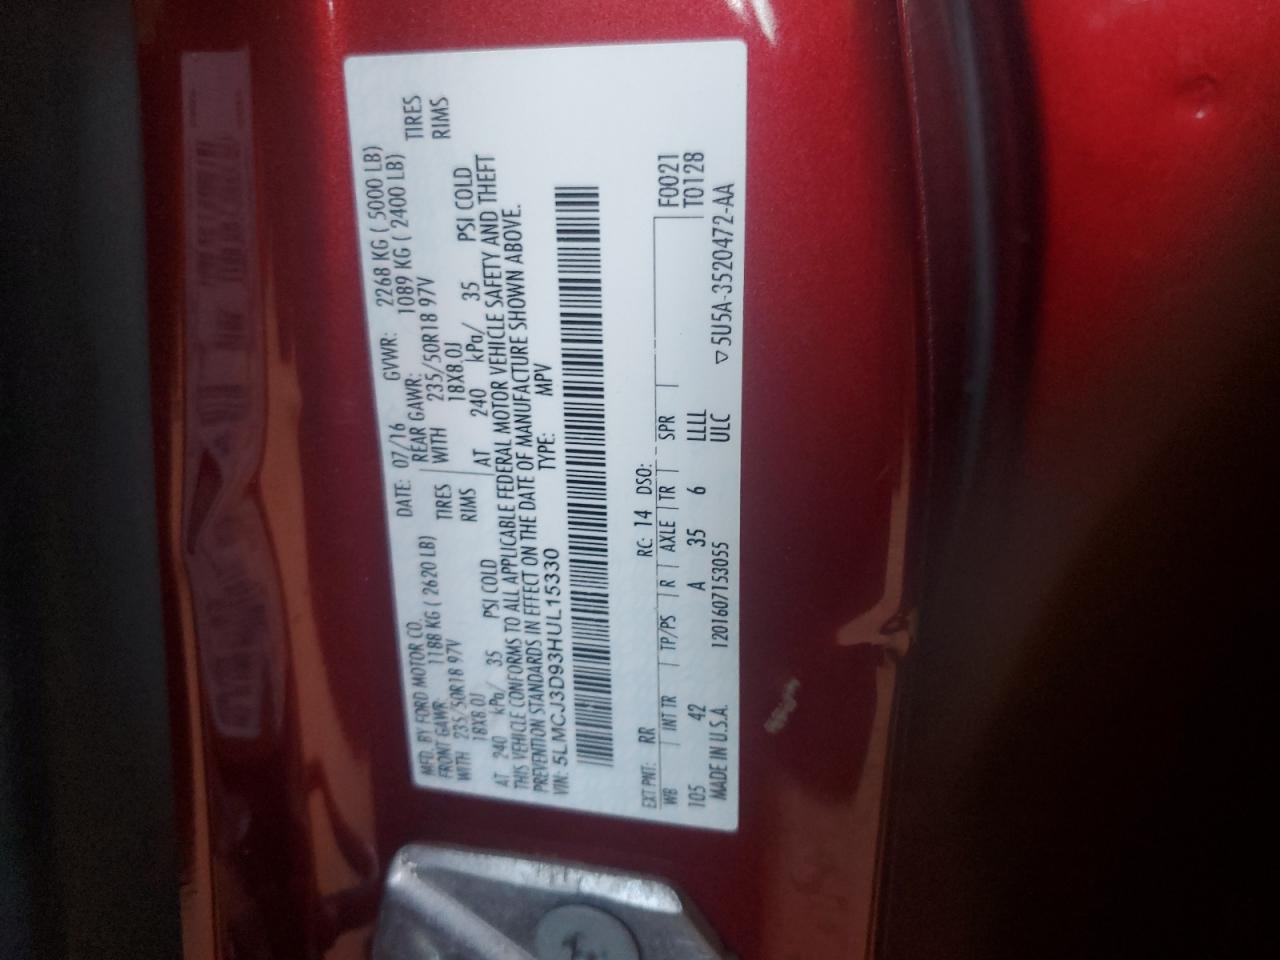 MFD. BY FORD MOTOR CO. DATE: 07/16 GVWR: 2268 KG ( 5000 LB)
FRONT GAWR: 1188 KG ( 2620 LB) REAR GAWR: 1089 KG ( 2400 LB)
WITH 235/50R18 97V TIRES WITH 235/50R18 97V TIRES
18X8.0J RIMS 18X8.0J RIMS
AT 240 kPa/ 35 PSI COLD AT 240 kPa/ 35 PSI COLD
THIS VEHICLE CONFORMS TO ALL APPLICABLE FEDERAL MOTOR VEHICLE SAFETY AND THEFT
PREVENTION STANDARDS IN EFFECT ON THE DATE OF MANUFACTURE SHOWN ABOVE.
VIN: 5LMCJ3D93HUL15330 TYPE: MPV
EXT PNT: RR RC: 14 DSO:
WB INT TR TP/PS R AXLE TR SPR F0021
105 42 A 35 6 LLLL T0128
MADE IN U.S.A. 1201607153055 ULC ▽5U5A-3520472-AA